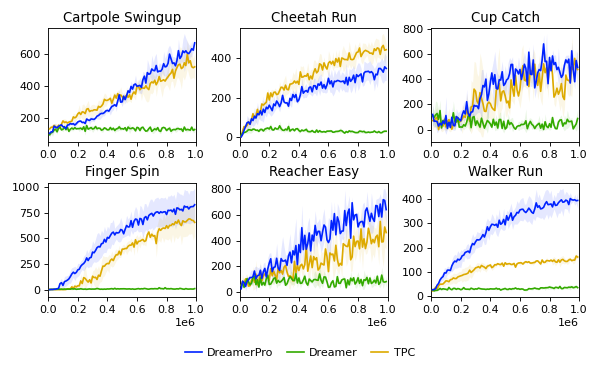 Cartpole Swingup Cheetah Run Cup Catch
600 400 200
400 200 0
800 600 400 200 0
0.0 0.2 0.4 0.6 0.8 1.0 0.0 0.2 0.4 0.6 0.8 1.0 0.0 0.2 0.4 0.6 0.8 1.0
Finger Spin Reacher Easy Walker Run
1000 750 500 250 0
800 600 400 200 0
400 300 200 100 0
0.0 0.2 0.4 0.6 0.8 1.0 0.0 0.2 0.4 0.6 0.8 1.0 0.0 0.2 0.4 0.6 0.8 1.0
1e6 1e6 1e6
DreamerPro Dreamer TPC